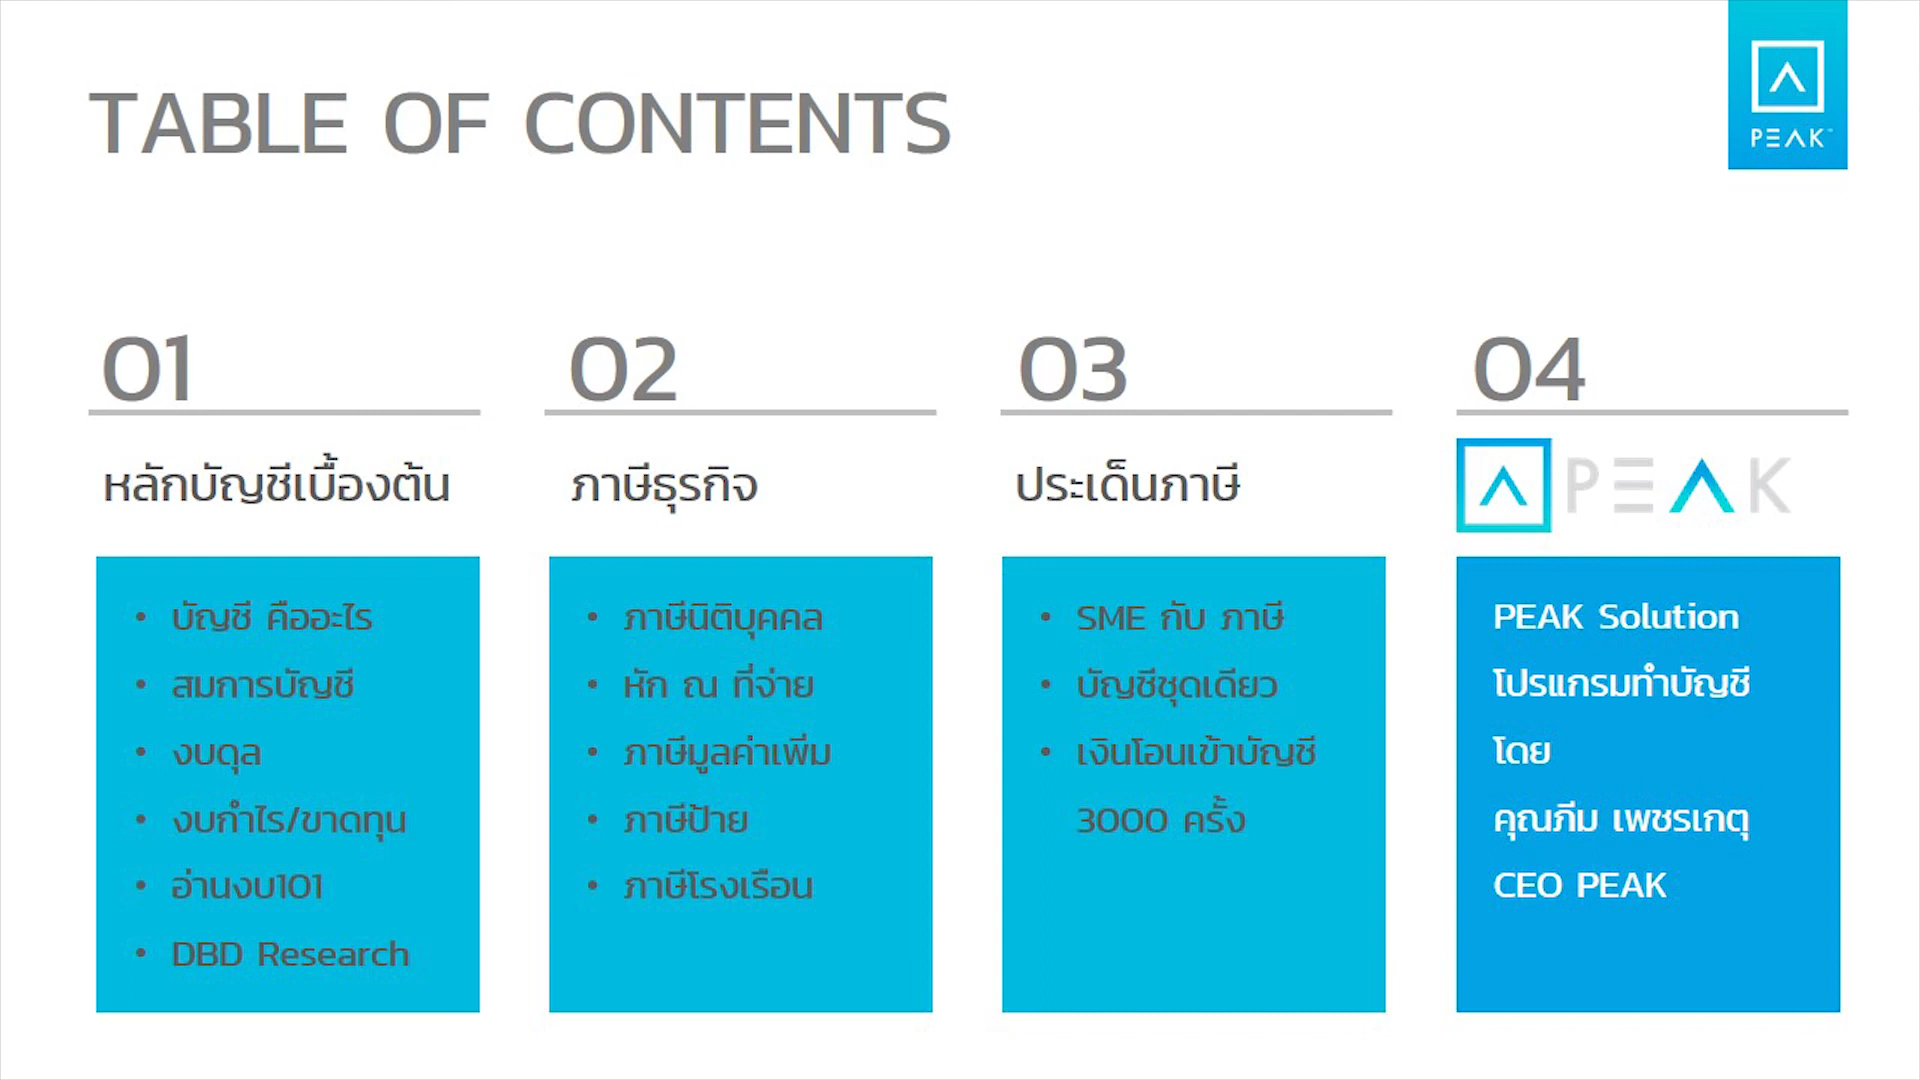 TABLE OF CONTENTS
PEAK™
01
หลักบัญชีเบื้องต้น
• บัญชี คืออะไร
• สมการบัญชี
• งบดุล
• งบกำไร/ขาดทุน
• อ่านงบ101
• DBD Research
02
ภาษีธุรกิจ
• ภาษีนิติบุคคล
• หัก ณ ที่จ่าย
• ภาษีมูลค่าเพิ่ม
• ภาษีป้าย
• ภาษีโรงเรือน
03
ประเด็นภาษี
• SME กับ ภาษี
• บัญชีชุดเดียว
• เงินโอนเข้าบัญชี
3000 ครั้ง
04
PEAK
PEAK Solution
โปรแกรมทำบัญชี
โดย
คุณภีม เพชรเกตุ
CEO PEAK